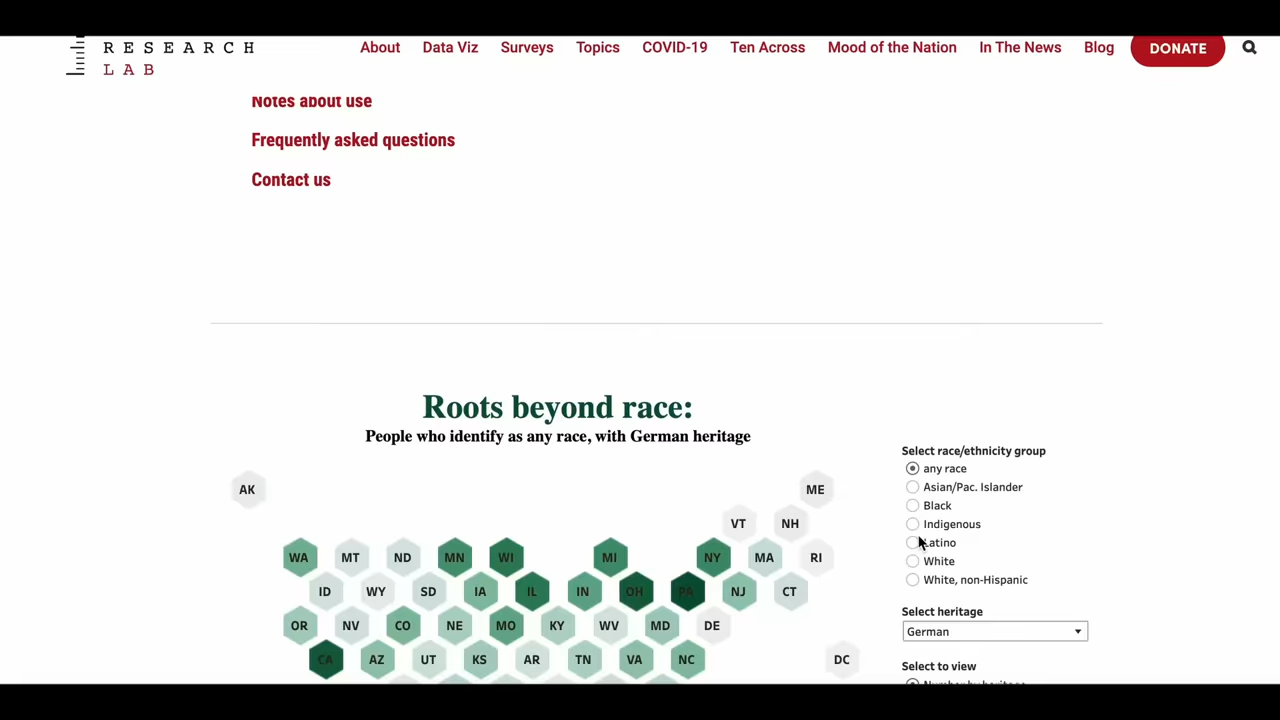 RESEARCH
LAB
About Data Viz Surveys Topics COVID-19 Ten Across Mood of the Nation In The News Blog DONATE
Notes about use
Frequently asked questions
Contact us
Roots beyond race:
People who identify as any race, with German heritage
Select race/ethnicity group
any race
Asian/Pac. Islander
Black
Indigenous
Latino
White
White, non-Hispanic
Select heritage
German
Select to view
Number by heritage
AK ME
VT NH
WA MT ND MN WI MI NY MA RI
ID WY SD IA IL IN OH PA NJ CT
OR NV CO NE MO KY WV MD DE
CA AZ UT KS AR TN VA NC DC